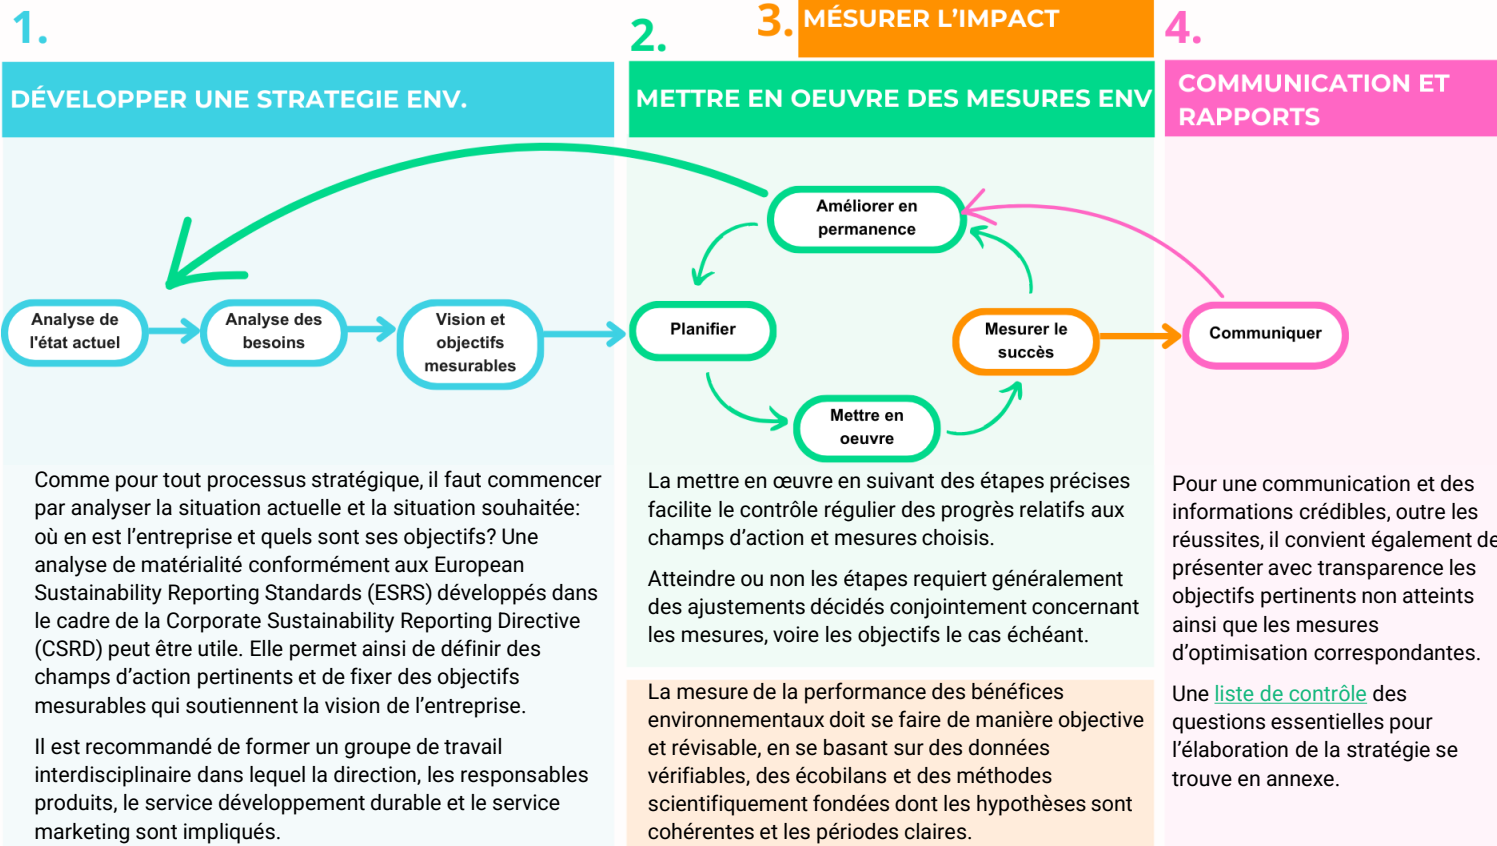 1.
DÉVELOPPER UNE STRATEGIE ENV.
Analyse de
l'état actuel
Analyse des
besoins
Vision et
objectifs
mesurables
Comme pour tout processus stratégique, il faut commencer
par analyser la situation actuelle et la situation souhaitée:
où en est l’entreprise et quels sont ses objectifs? Une
analyse de matérialité conformément aux European
Sustainability Reporting Standards (ESRS) développés dans
le cadre de la Corporate Sustainability Reporting Directive
(CSRD) peut être utile. Elle permet ainsi de définir des
champs d’action pertinents et de fixer des objectifs
mesurables qui soutiennent la vision de l’entreprise.
Il est recommandé de former un groupe de travail
interdisciplinaire dans lequel la direction, les responsables
produits, le service développement durable et le service
marketing sont impliqués.
2.
METTRE EN OEUVRE DES MESURES ENV
3.
MÉSURER L’IMPACT
Améliorer en
permanence
Planifier
Mesurer le
succès
Mettre en
oeuvre
La mettre en œuvre en suivant des étapes précises
facilite le contrôle régulier des progrès relatifs aux
champs d’action et mesures choisis.
Atteindre ou non les étapes requiert généralement
des ajustements décidés conjointement concernant
les mesures, voire les objectifs le cas échéant.
La mesure de la performance des bénéfices
environnementaux doit se faire de manière objective
et révisable, en se basant sur des données
vérifiables, des écobilans et des méthodes
scientifiquement fondées dont les hypothèses sont
cohérentes et les périodes claires.
4.
COMMUNICATION ET
RAPPORTS
Communiquer
Pour une communication et des
informations crédibles, outre les
réussites, il convient également de
présenter avec transparence les
objectifs pertinents non atteints
ainsi que les mesures
d’optimisation correspondantes.
Une liste de contrôle des
questions essentielles pour
l’élaboration de la stratégie se
trouve en annexe.